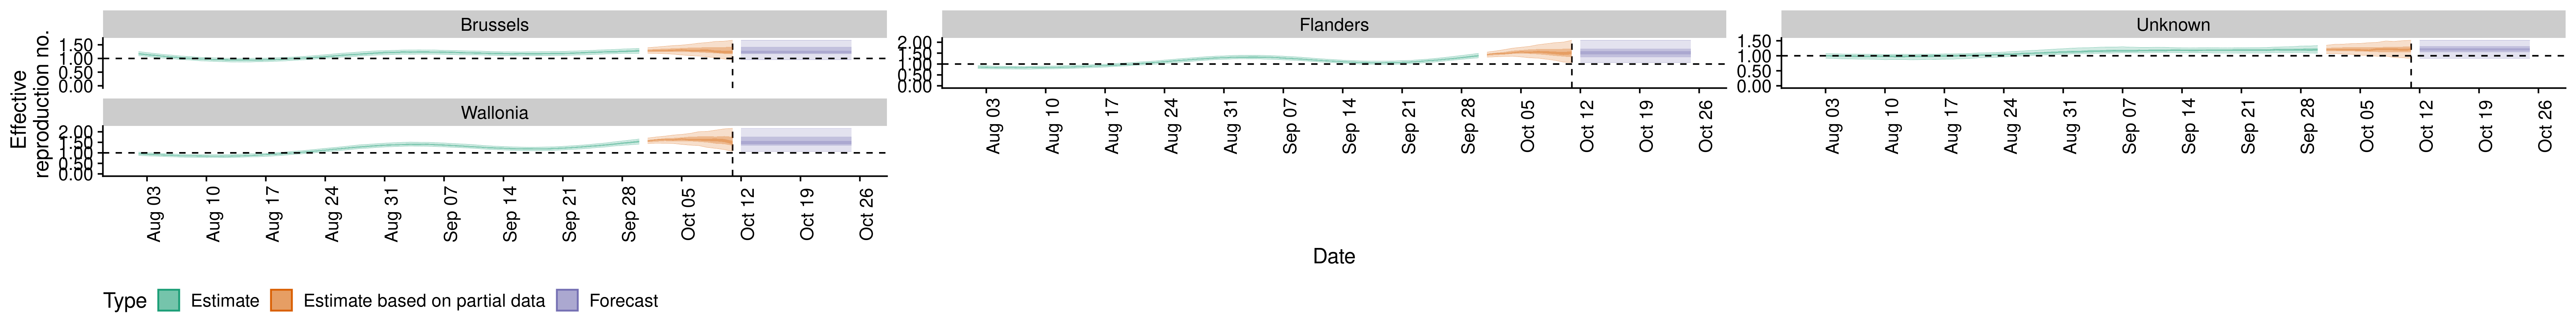 Brussels
Flanders
Unknown
Effective
reproduction no.
1.50
1.00
0.50
0.00
2.00
1.50
1.00
0.50
0.00
1.50
1.00
0.50
0.00
Aug 03 Aug 10 Aug 17 Aug 24 Aug 31 Sep 07 Sep 14 Sep 21 Sep 28 Oct 05 Oct 12 Oct 19 Oct 26
Aug 03 Aug 10 Aug 17 Aug 24 Aug 31 Sep 07 Sep 14 Sep 21 Sep 28 Oct 05 Oct 12 Oct 19 Oct 26
Wallonia
2.00
1.50
1.00
0.50
0.00
Aug 03 Aug 10 Aug 17 Aug 24 Aug 31 Sep 07 Sep 14 Sep 21 Sep 28 Oct 05 Oct 12 Oct 19 Oct 26
Date
Type Estimate Estimate based on partial data Forecast